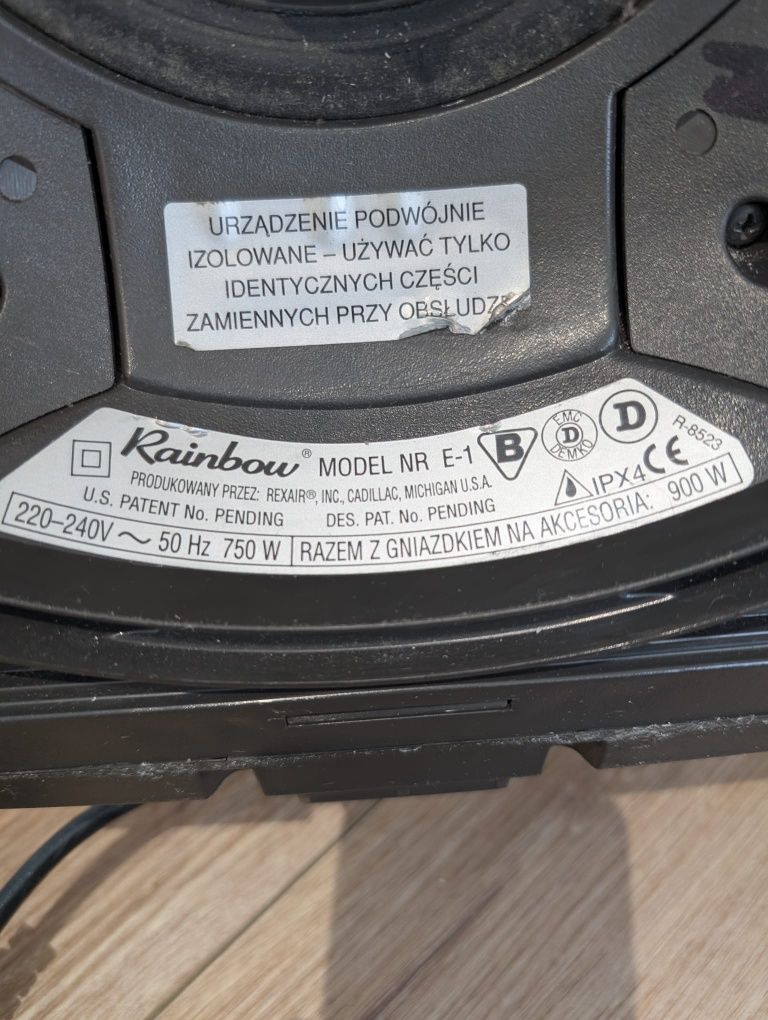 URZĄDZENIE PODWÓJNIE
IZOLOWANE – UŻYWAĆ TYLKO
IDENTYCZNYCH CZĘŚCI
ZAMIENNYCH PRZY OBSŁUDZE
Rainbow® MODEL NR E-1 B EMC D DEMKO D R-8523
PRODUKOWANY PRZEZ: REXAIR®, INC., CADILLAC, MICHIGAN U.S.A. IPX4 CE
U.S. PATENT No. PENDING DES. PAT. No. PENDING
220–240V ~ 50 Hz 750 W RAZEM Z GNIAZDKIEM NA AKCESORIA: 900 W